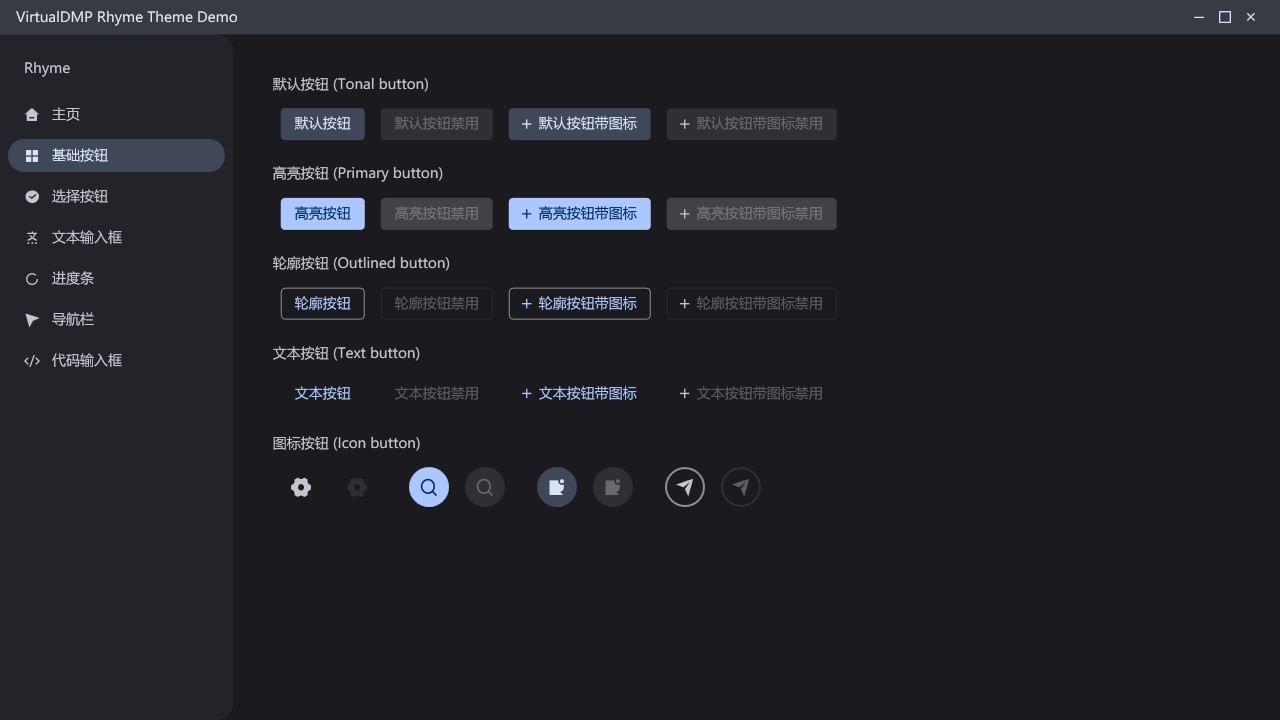 VirtualDMP Rhyme Theme Demo
Rhyme
主页
基础按钮
选择按钮
文本输入框
进度条
导航栏
代码输入框
默认按钮 (Tonal button)
默认按钮 默认按钮禁用 默认按钮带图标 默认按钮带图标禁用
高亮按钮 (Primary button)
高亮按钮 高亮按钮禁用 高亮按钮带图标 高亮按钮带图标禁用
轮廓按钮 (Outlined button)
轮廓按钮 轮廓按钮禁用 轮廓按钮带图标 轮廓按钮带图标禁用
文本按钮 (Text button)
文本按钮 文本按钮禁用 文本按钮带图标 文本按钮带图标禁用
图标按钮 (Icon button)